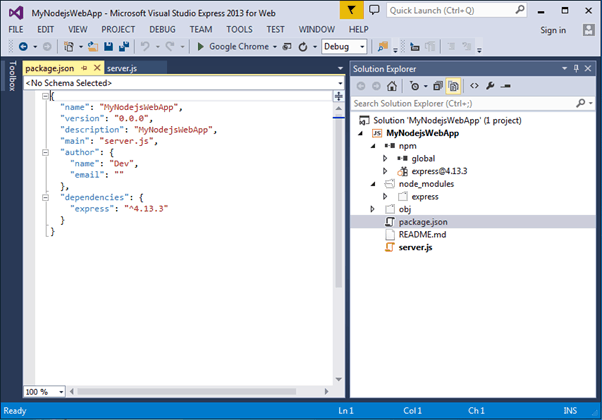 MyNodejsWebApp - Microsoft Visual Studio Express 2013 for Web
Quick Launch (Ctrl+Q)
FILE EDIT VIEW PROJECT DEBUG TEAM TOOLS TEST WINDOW HELP
Sign in
Google Chrome
Debug
Toolbox
package.json
server.js
<No Schema Selected>
{
"name": "MyNodejsWebApp",
"version": "0.0.0",
"description": "MyNodejsWebApp",
"main": "server.js",
"author": {
"name": "Dev",
"email": ""
},
"dependencies": {
"express": "^4.13.3"
}
}
100 %
Solution Explorer
Search Solution Explorer (Ctrl+;)
Solution 'MyNodejsWebApp' (1 project)
JS MyNodejsWebApp
npm
global
express@4.13.3
node_modules
express
obj
package.json
README.md
server.js
Ready Ln 1 Col 1 Ch 1 INS